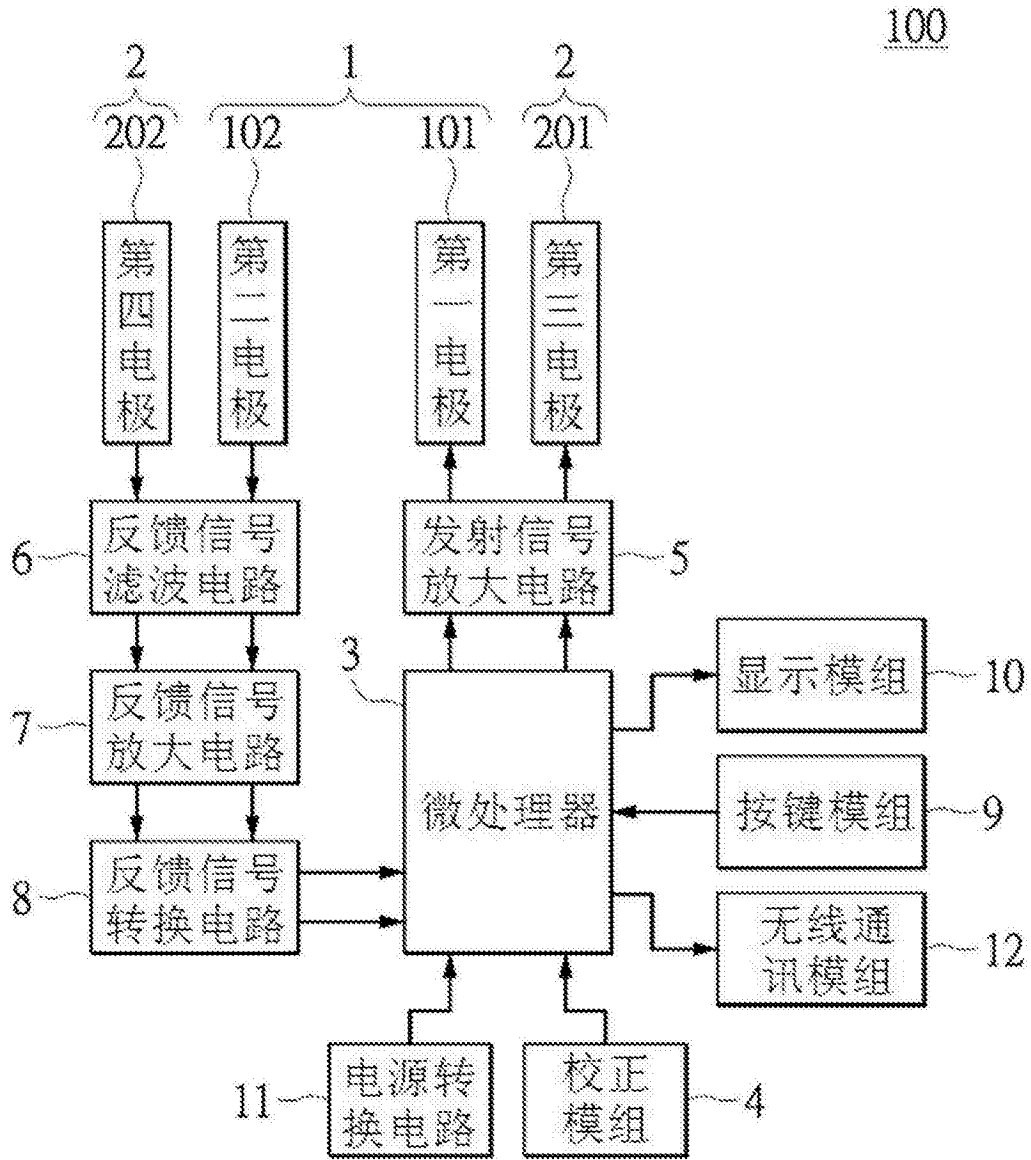 100
2
1
2
202
102
101
201
第四电极
第二电极
第一电极
第三电极
6
反馈信号
滤波电路
发射信号
放大电路
5
7
反馈信号
放大电路
3
微处理器
显示模组
10
按键模组
9
8
反馈信号
转换电路
无线通
讯模组
12
11
电源转
换电路
校正
模组
4